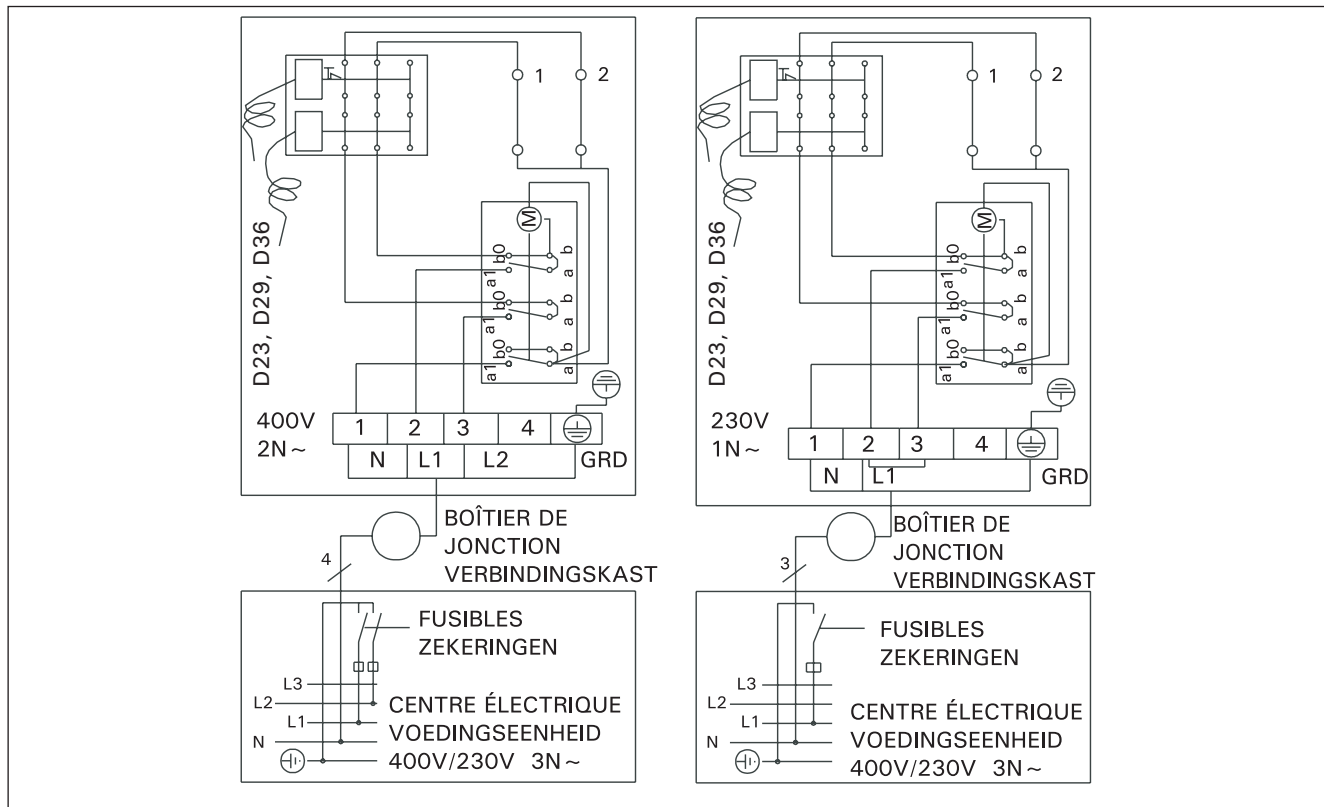 1
2
D23, D29, D36
M
b0
b
a1
a
b0
b
a1
a
b0
b
a1
a
400V
2N~
1 2 3 4
N L1 L2 GRD
BOÎTIER DE
JONCTION
VERBINDINGSKAST
4
FUSIBLES
ZEKERINGEN
L3
L2
L1
N
CENTRE ÉLECTRIQUE
VOEDINGSEENHEID
400V/230V 3N~
1
2
D23, D29, D36
M
b0
b
a1
a
b0
b
a1
a
b0
b
a1
a
230V
1N~
1 2 3 4
N L1 GRD
BOÎTIER DE
JONCTION
VERBINDINGSKAST
3
FUSIBLES
ZEKERINGEN
L3
L2
L1
N
CENTRE ÉLECTRIQUE
VOEDINGSEENHEID
400V/230V 3N~